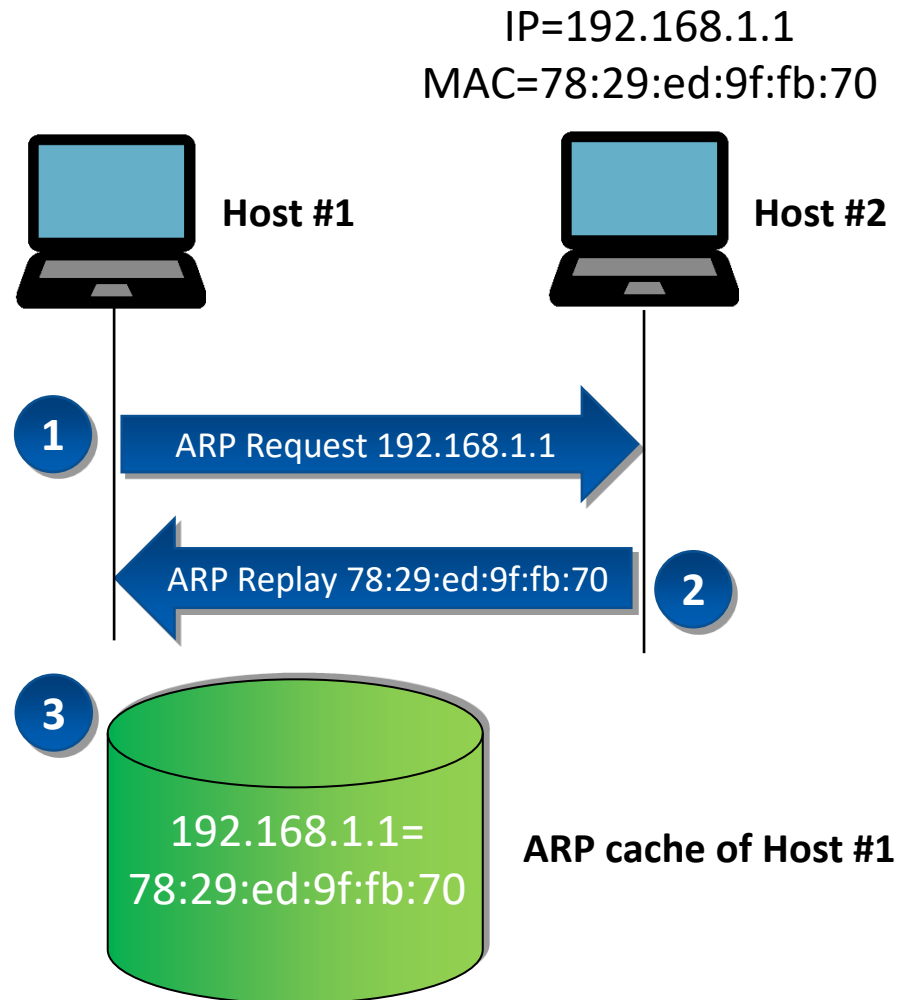 IP=192.168.1.1
MAC=78:29:ed:9f:fb:70
Host #1
Host #2
1
ARP Request 192.168.1.1
ARP Replay 78:29:ed:9f:fb:70
2
3
192.168.1.1=
78:29:ed:9f:fb:70
ARP cache of Host #1